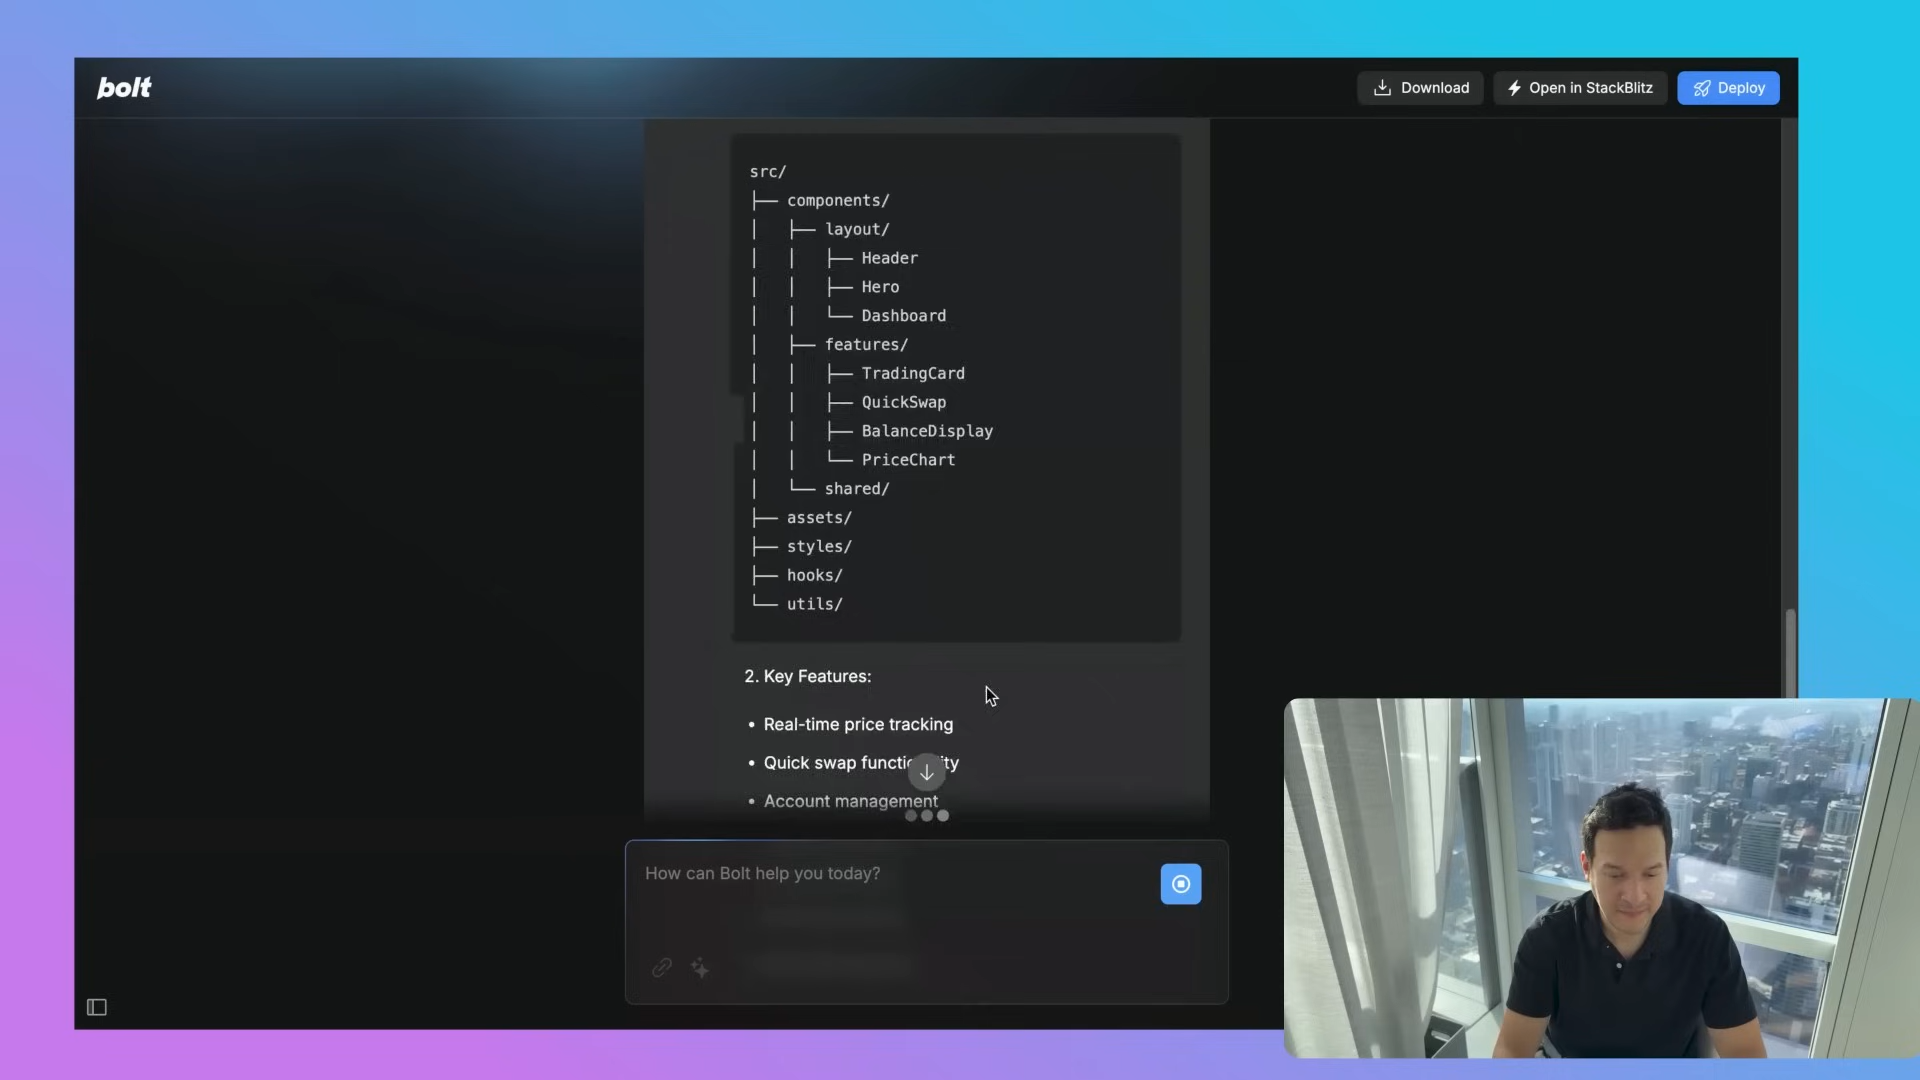 bolt
Download
Open in StackBlitz
Deploy
src/
├── components/
│   ├── layout/
│   │   ├── Header
│   │   ├── Hero
│   │   └── Dashboard
│   ├── features/
│   │   ├── TradingCard
│   │   ├── QuickSwap
│   │   ├── BalanceDisplay
│   │   └── PriceChart
│   └── shared/
├── assets/
├── styles/
├── hooks/
└── utils/
2. Key Features:
• Real-time price tracking
• Quick swap functionality
• Account management
How can Bolt help you today?